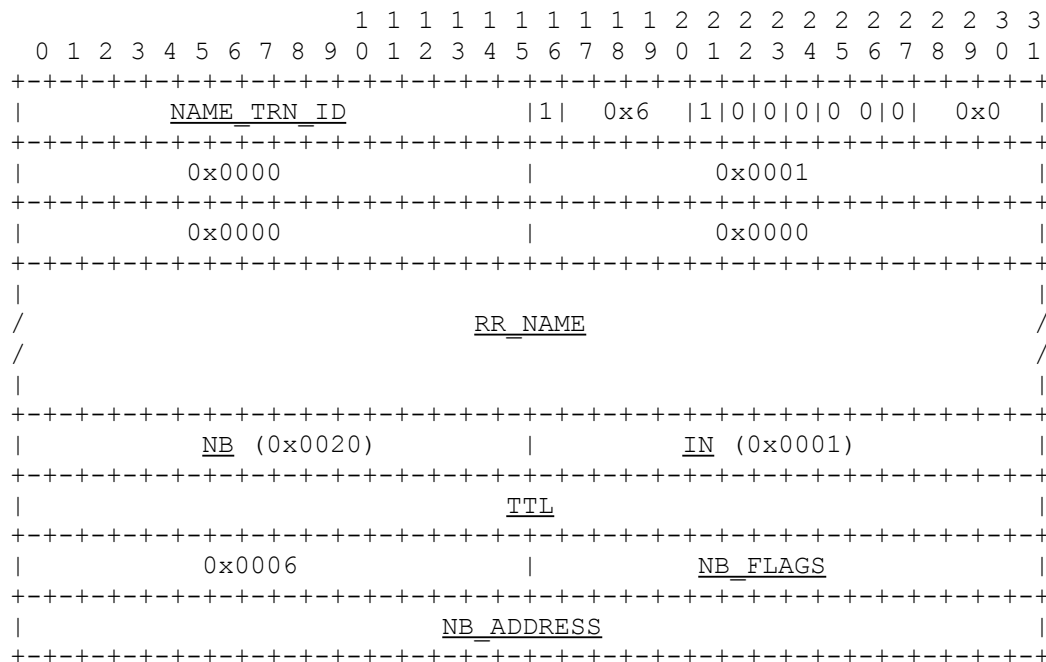 1 1 1 1 1 1 1 1 1 1 2 2 2 2 2 2 2 2 2 2 3 3
 0 1 2 3 4 5 6 7 8 9 0 1 2 3 4 5 6 7 8 9 0 1 2 3 4 5 6 7 8 9 0 1
+-+-+-+-+-+-+-+-+-+-+-+-+-+-+-+-+-+-+-+-+-+-+-+-+-+-+-+-+-+-+-+-+
|         NAME_TRN_ID           |1|  0x6  |1|0|0|0|0 0|0|  0x0  |
+-+-+-+-+-+-+-+-+-+-+-+-+-+-+-+-+-+-+-+-+-+-+-+-+-+-+-+-+-+-+-+-+
|          0x0000               |           0x0001              |
+-+-+-+-+-+-+-+-+-+-+-+-+-+-+-+-+-+-+-+-+-+-+-+-+-+-+-+-+-+-+-+-+
|          0x0000               |           0x0000              |
+-+-+-+-+-+-+-+-+-+-+-+-+-+-+-+-+-+-+-+-+-+-+-+-+-+-+-+-+-+-+-+-+
|                                                               |
/                            RR_NAME                            /
/                                                               /
|                                                               |
+-+-+-+-+-+-+-+-+-+-+-+-+-+-+-+-+-+-+-+-+-+-+-+-+-+-+-+-+-+-+-+-+
|           NB (0x0020)         |         IN (0x0001)           |
+-+-+-+-+-+-+-+-+-+-+-+-+-+-+-+-+-+-+-+-+-+-+-+-+-+-+-+-+-+-+-+-+
|                              TTL                              |
+-+-+-+-+-+-+-+-+-+-+-+-+-+-+-+-+-+-+-+-+-+-+-+-+-+-+-+-+-+-+-+-+
|           0x0006              |          NB_FLAGS             |
+-+-+-+-+-+-+-+-+-+-+-+-+-+-+-+-+-+-+-+-+-+-+-+-+-+-+-+-+-+-+-+-+
|                          NB_ADDRESS                           |
+-+-+-+-+-+-+-+-+-+-+-+-+-+-+-+-+-+-+-+-+-+-+-+-+-+-+-+-+-+-+-+-+